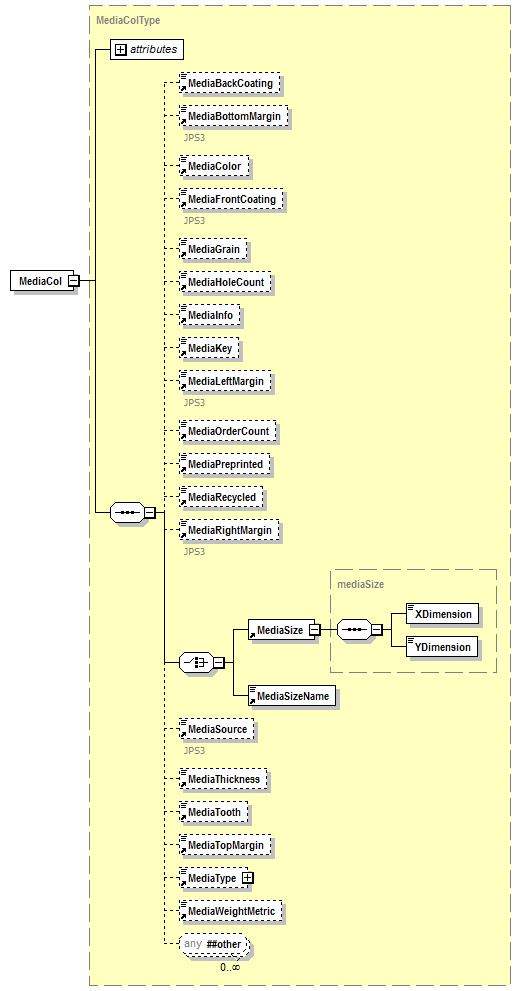 MediaColType
attributes
MediaBackCoating
MediaBottomMargin
JPS3
MediaColor
MediaFrontCoating
JPS3
MediaGrain
MediaCol
MediaHoleCount
MediaInfo
MediaKey
MediaLeftMargin
JPS3
MediaOrderCount
MediaPreprinted
MediaRecycled
MediaRightMargin
JPS3
mediaSize
XDimension
MediaSize
YDimension
MediaSizeName
MediaSource
JPS3
MediaThickness
MediaTooth
MediaTopMargin
MediaType
MediaWeightMetric
any ##other
0..∞